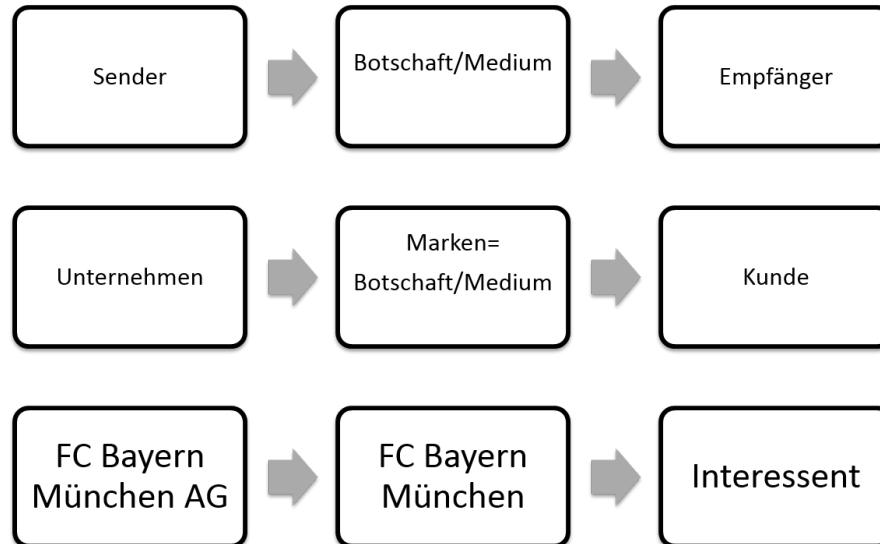 Sender
Botschaft/Medium
Empfänger
Unternehmen
Marken=
Botschaft/Medium
Kunde
FC Bayern
München AG
FC Bayern
München
Interessent